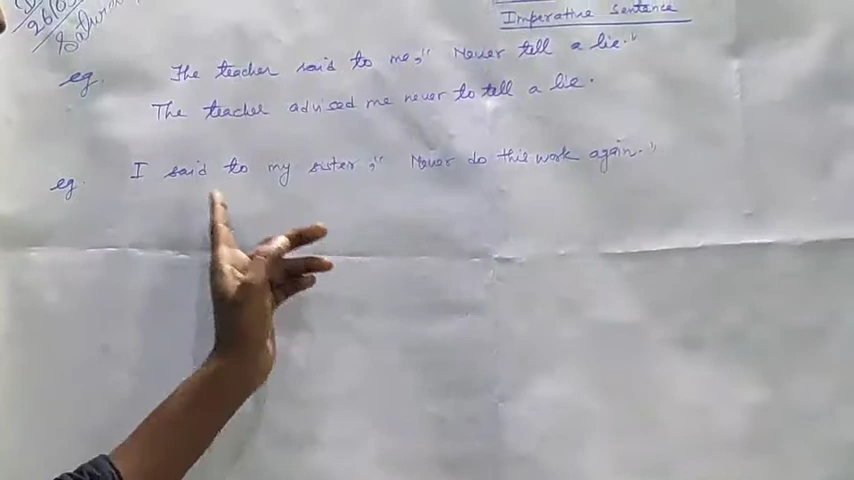 Imperative Sentence
eg. The teacher said to me," Never tell a lie."
The teacher advised me never to tell a lie.
eg. I said to my sister," Never do this work again."